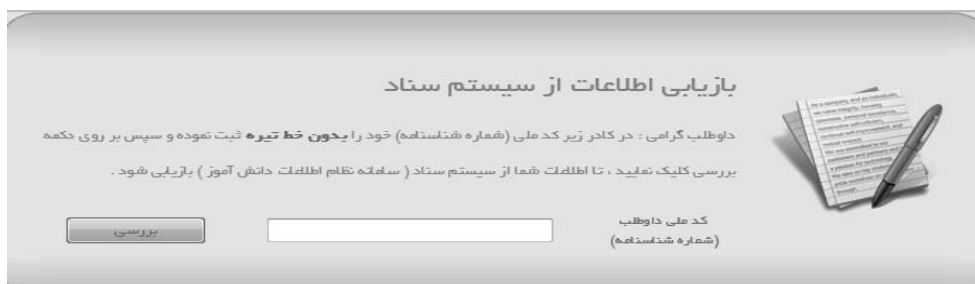 بازیابی اطلاعات از سیستم سناد
داوطلب گرامی : در کادر زیر کد ملی (شماره شناسنامه) خود را بدون خط تیره ثبت نموده و سپس بر روی دکمه
بررسی کلیک نمایید ، تا اطلاعات شما از سیستم سناد ( سامانه نظام اطلاعات دانش آموز ) بازیابی شود .
کد ملی داوطلب
(شماره شناسنامه)
بررسی